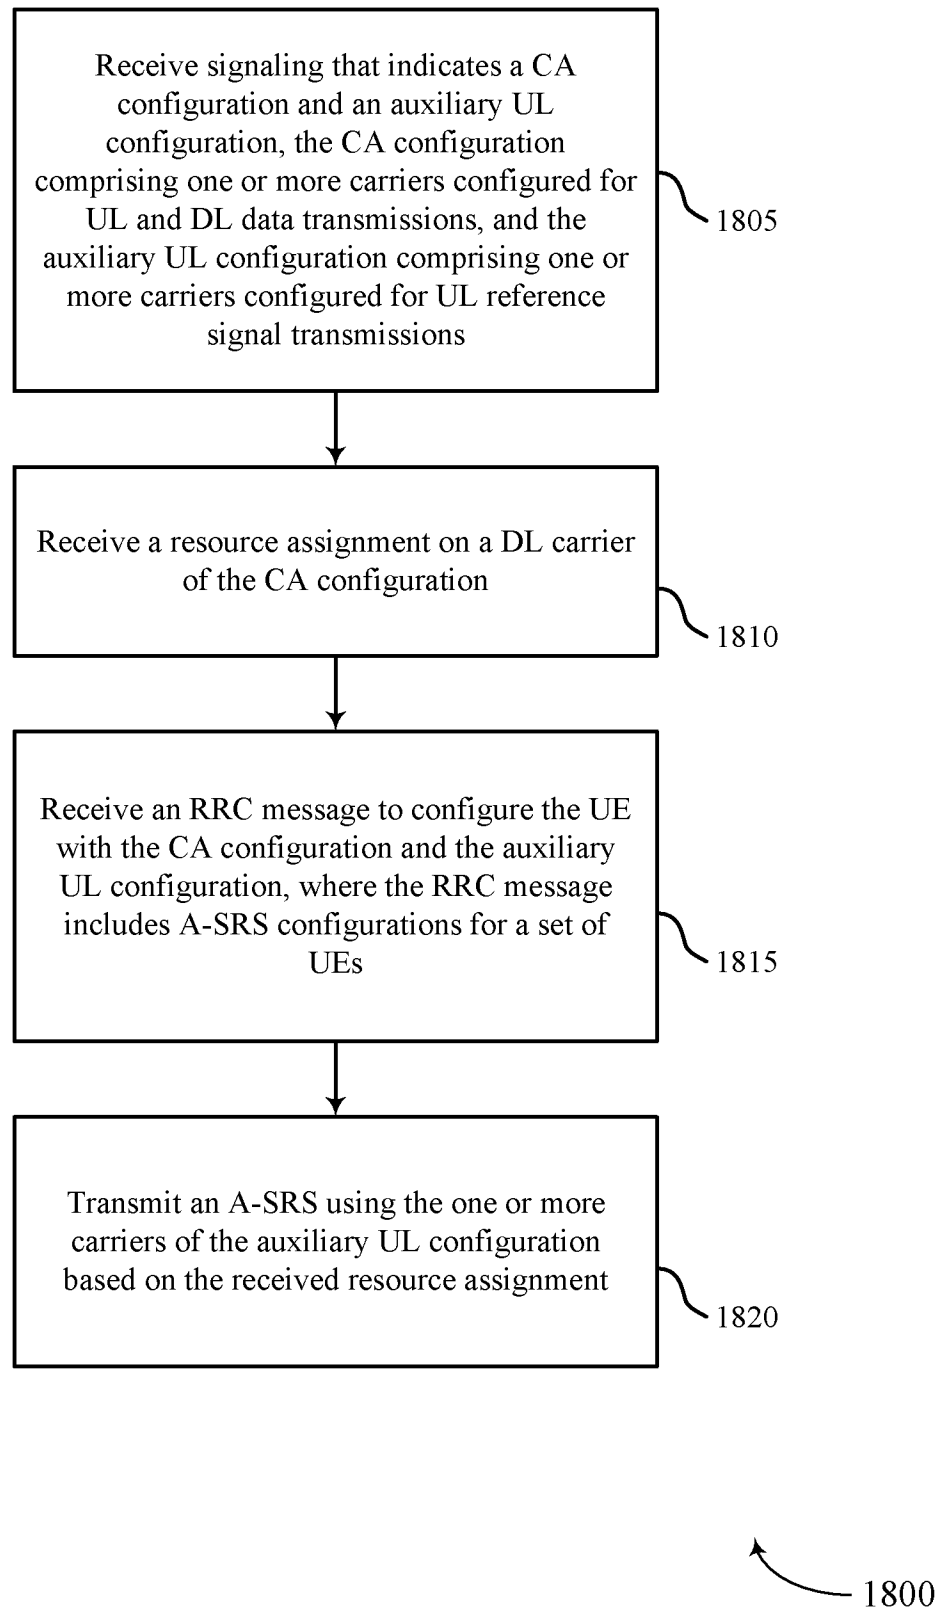 Receive signaling that indicates a CA
configuration and an auxiliary UL
configuration, the CA configuration
comprising one or more carriers configured for
UL and DL data transmissions, and the
auxiliary UL configuration comprising one or
more carriers configured for UL reference
signal transmissions
1805
Receive a resource assignment on a DL carrier
of the CA configuration
1810
Receive an RRC message to configure the UE
with the CA configuration and the auxiliary
UL configuration, where the RRC message
includes A-SRS configurations for a set of
UEs
1815
Transmit an A-SRS using the one or more
carriers of the auxiliary UL configuration
based on the received resource assignment
1820
1800